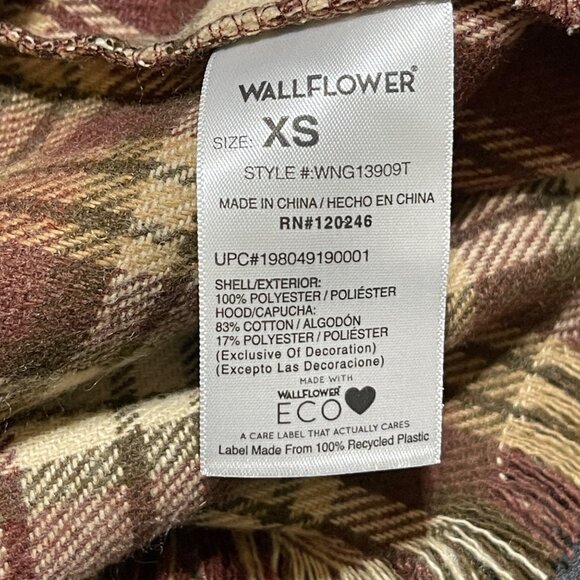 WALLFLOWER®
SIZE: XS
STYLE #:WNG13909T
MADE IN CHINA / HECHO EN CHINA
RN#120246
UPC#198049190001
SHELL/EXTERIOR:
100% POLYESTER / POLIÉSTER
HOOD/CAPUCHA:
83% COTTON / ALGODÓN
17% POLYESTER / POLIÉSTER
(Exclusive Of Decoration)
(Excepto Las Decoracione)
MADE WITH
WALLFLOWER®
ECO
A CARE LABEL THAT ACTUALLY CARES
Label Made From 100% Recycled Plastic